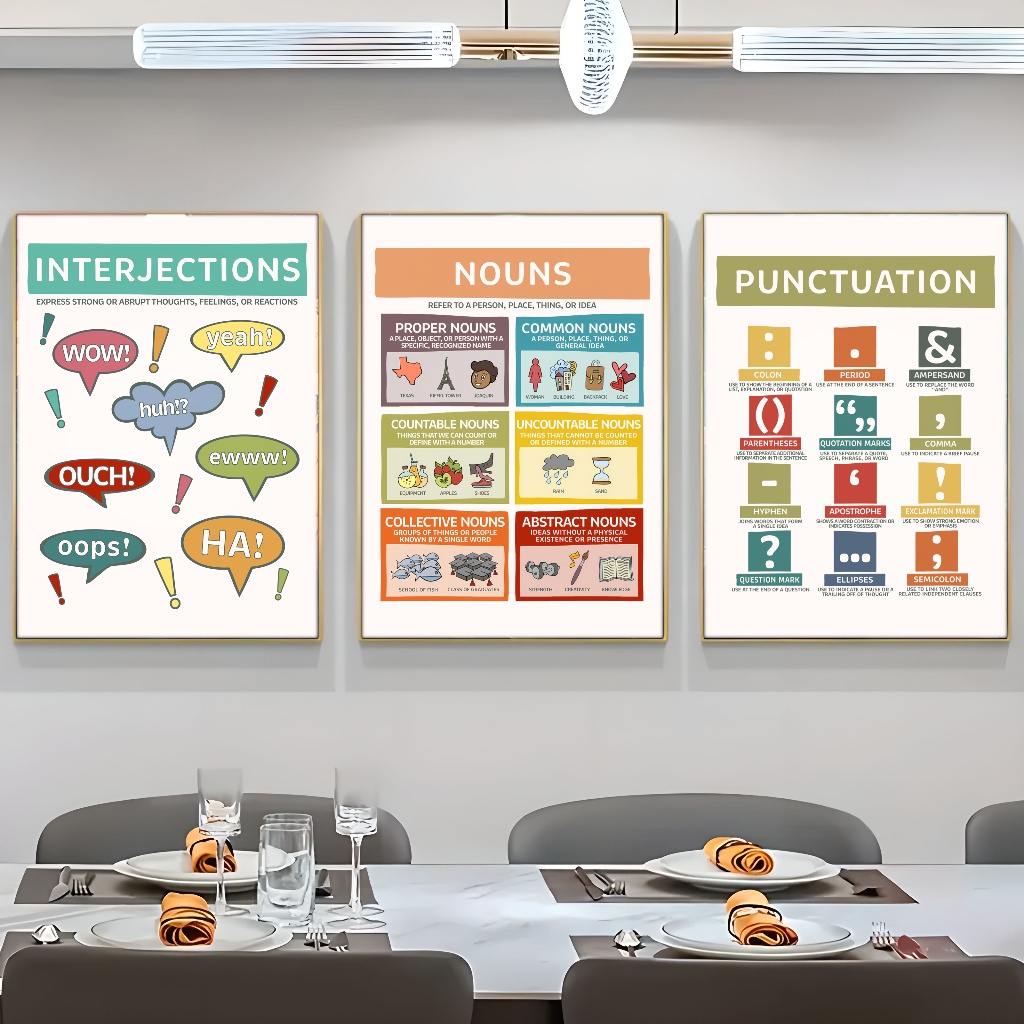 INTERJECTIONS
EXPRESS STRONG OR ABRUPT THOUGHTS, FEELINGS, OR REACTIONS
WOW!
yeah!
huh!?
OUCH!
ewww!
oops!
HA!
NOUNS
REFER TO A PERSON, PLACE, THING, OR IDEA
PROPER NOUNS
A PLACE, OBJECT, OR PERSON WITH A
SPECIFIC, RECOGNIZED NAME
TEXAS
EIFFEL TOWER
JOAQUIN
COMMON NOUNS
A PERSON, PLACE, THING, OR
GENERAL IDEA
WOMAN
BUILDING
BACKPACK
LOVE
COUNTABLE NOUNS
THINGS THAT WE CAN COUNT OR
DEFINE WITH A NUMBER
EQUIPMENT
APPLES
SHOES
UNCOUNTABLE NOUNS
THINGS THAT CANNOT BE COUNTED
OR DEFINED WITH A NUMBER
RAIN
SAND
COLLECTIVE NOUNS
GROUPS OF THINGS OR PEOPLE
KNOWN BY A SINGLE WORD
SCHOOL OF FISH
CLASS OF GRADUATES
ABSTRACT NOUNS
IDEAS WITHOUT A PHYSICAL
EXISTENCE OR PRESENCE
STRENGTH
CREATIVITY
KNOWLEDGE
PUNCTUATION
:
COLON
USE TO SHOW THE BEGINNING OF A
LIST, EXPLANATION, OR QUOTATION
.
PERIOD
USE AT THE END OF A SENTENCE
&
AMPERSAND
USE TO REPLACE THE WORD
"AND"
()
PARENTHESES
USE TO SEPARATE ADDITIONAL
INFORMATION IN THE SENTENCE
“ ”
QUOTATION MARKS
USE TO SEPARATE A QUOTE,
SPEECH, PHRASE, OR WORD
,
COMMA
USE TO INDICATE A BRIEF PAUSE
-
HYPHEN
JOINS WORDS THAT FORM
A SINGLE IDEA
‘
APOSTROPHE
SHOWS A WORD CONTRACTION OR
INDICATES POSSESSION
!
EXCLAMATION MARK
USE TO SHOW STRONG EMOTION
OR EMPHASIS
?
QUESTION MARK
USE AT THE END OF A QUESTION
...
ELLIPSES
USE TO INDICATE A PAUSE OR A
TRAILING OFF OF THOUGHT
;
SEMICOLON
USE TO LINK TWO CLOSELY
RELATED INDEPENDENT CLAUSES